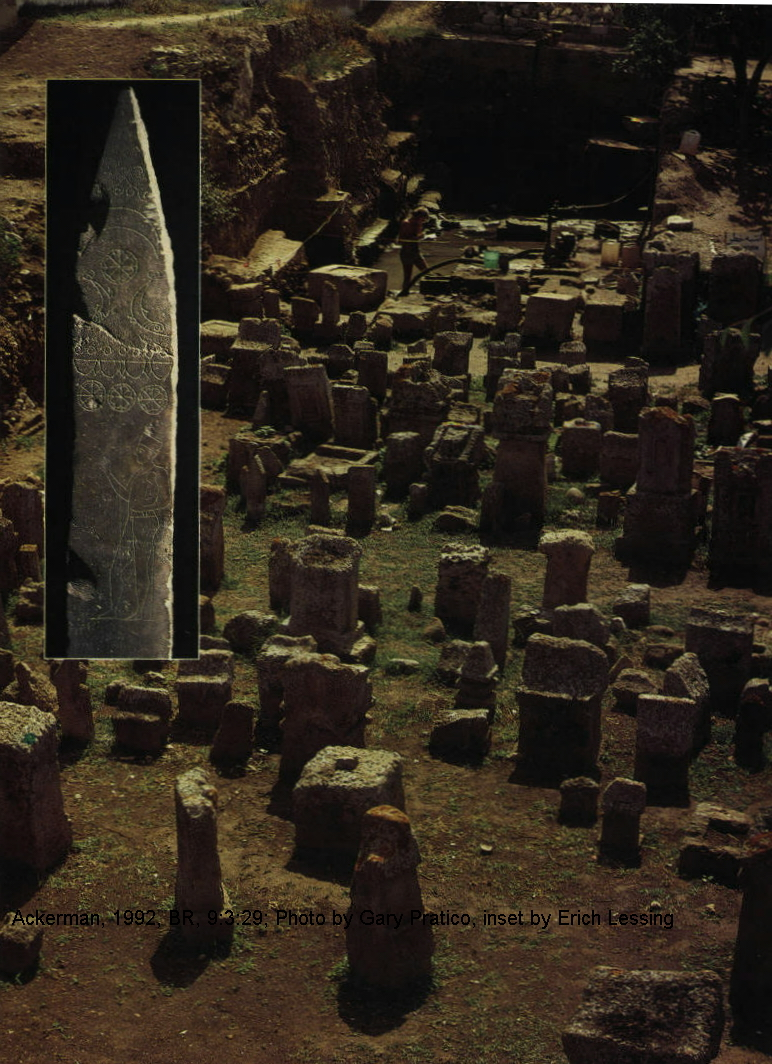 Ackerman, 1992, BR, 9:3:29; Photo by Gary Pratico, inset by Erich Lessing